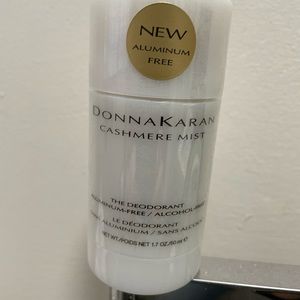 NEW
ALUMINUM
FREE
DONNAKARAN
CASHMERE MIST
THE DEODORANT
ALUMINUM-FREE / ALCOHOL-FREE
LE DÉODORANT
SANS ALUMINIUM / SANS ALCOOL
NET WT/POIDS NET 1.7 OZ/50 ml ℮